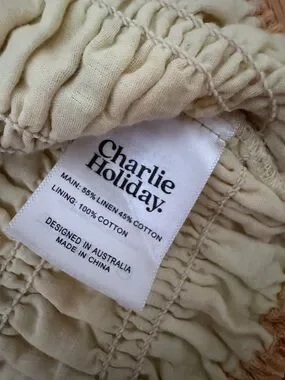 Charlie
Holiday.
MAIN: 55% LINEN 45% COTTON
LINING: 100% COTTON
DESIGNED IN AUSTRALIA
MADE IN CHINA